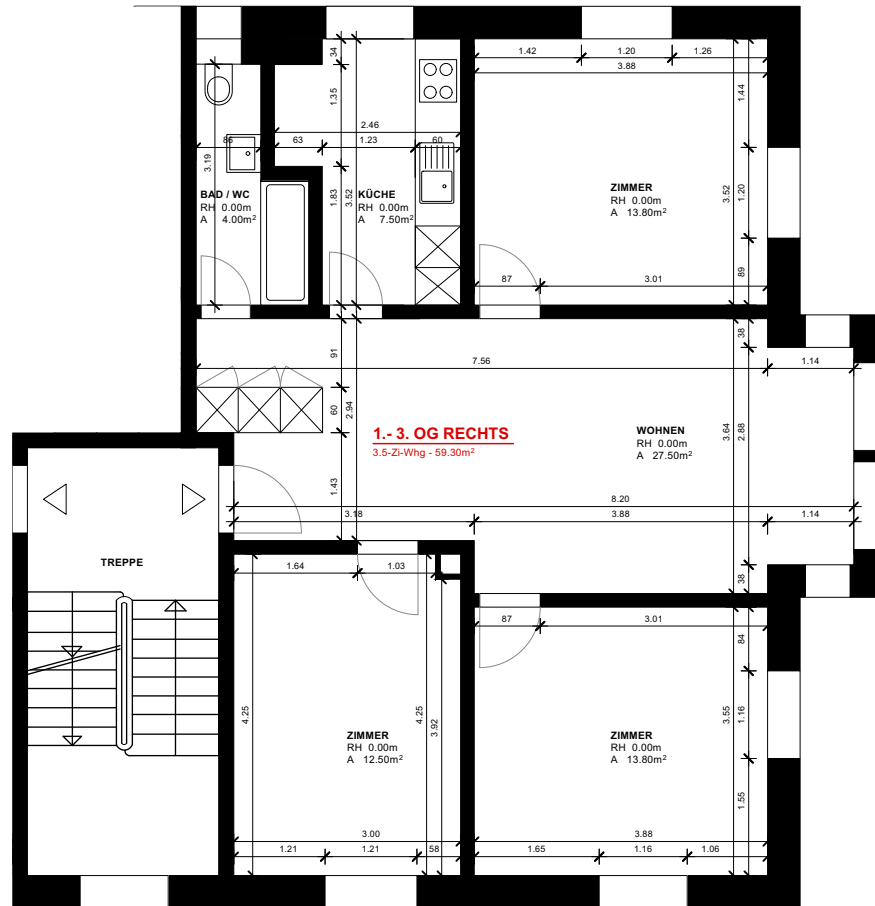 1.42
1.20
1.26
3.88
34
1.35
1.44
2.46
86
63
1.23
60
3.19
1.83
3.52
3.52
1.20
BAD / WC
RH 0.00m
A 4.00m²
KÜCHE
RH 0.00m
A 7.50m²
ZIMMER
RH 0.00m
A 13.80m²
89
87
3.01
38
91
7.56
1.14
60
2.94
1.- 3. OG RECHTS
3.5-Zi-Whg - 59.30m²
WOHNEN
RH 0.00m
A 27.50m²
3.64
2.88
1.43
8.20
3.18
3.88
1.14
TREPPE
1.64
1.03
38
87
3.01
84
4.25
4.25
3.92
3.55
1.16
ZIMMER
RH 0.00m
A 12.50m²
ZIMMER
RH 0.00m
A 13.80m²
1.55
3.00
3.88
1.21
1.21
58
1.65
1.16
1.06